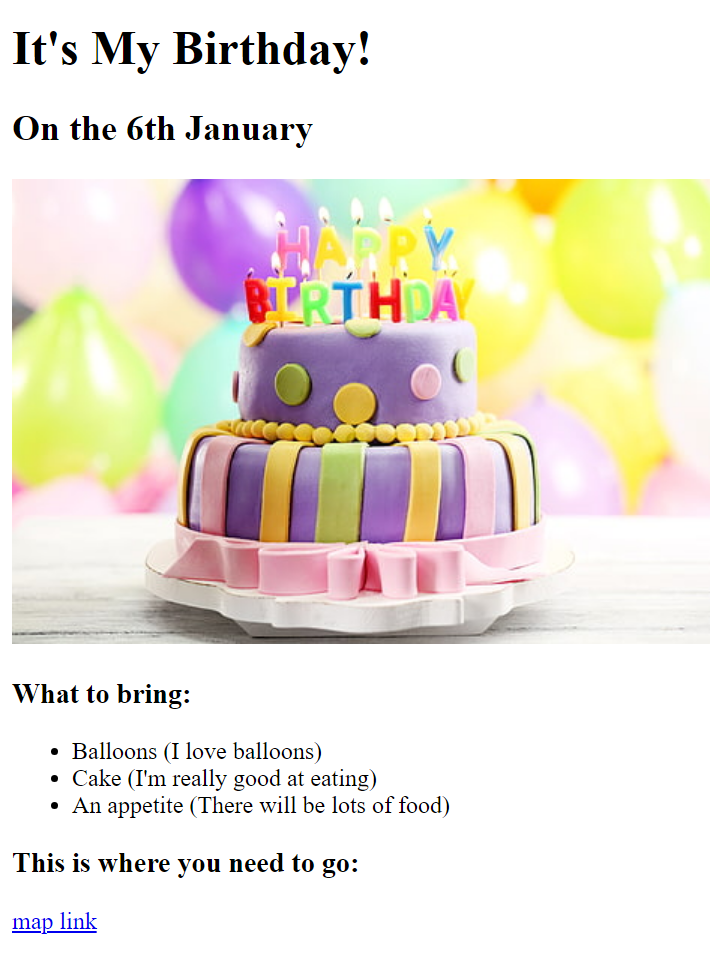 It's My Birthday!
On the 6th January
HAPPY
BIRTHDAY
What to bring:
Balloons (I love balloons)
Cake (I'm really good at eating)
An appetite (There will be lots of food)
This is where you need to go:
map link